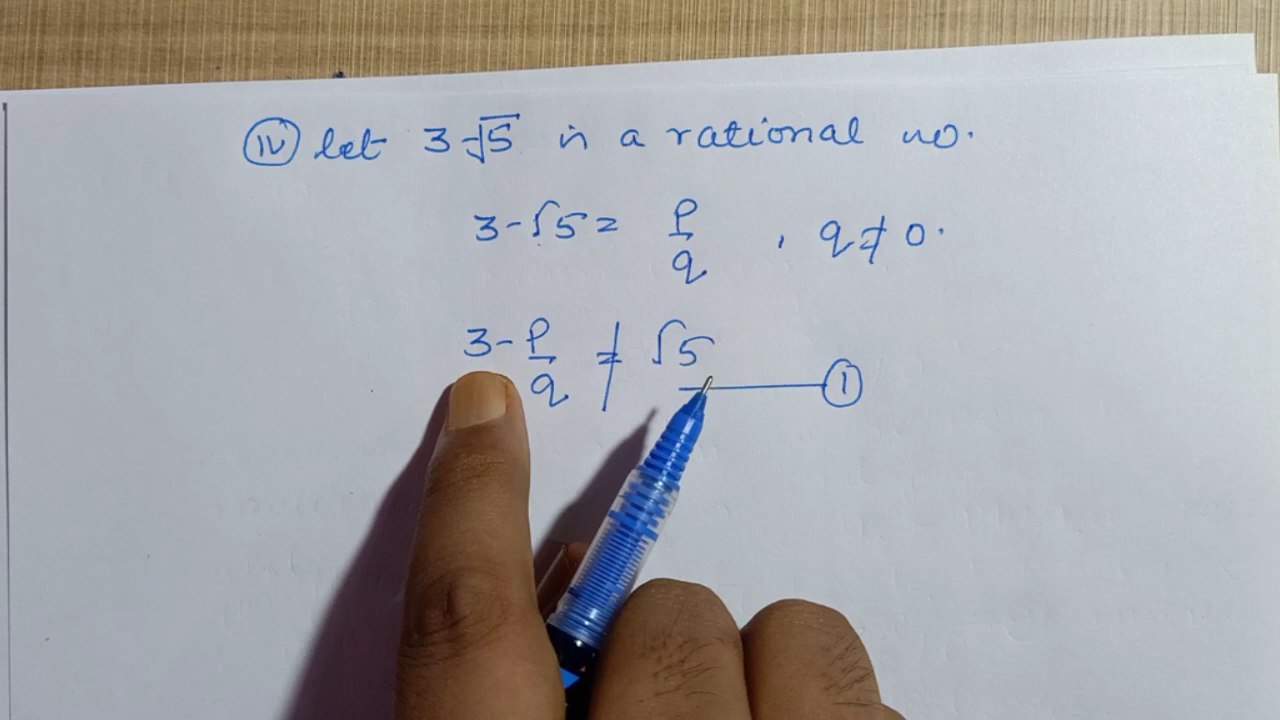 (iv) let 3-√5 is a rational no.
3-√5 = p/q , q≠0.
3-p/q ≠ √5 ——— (1)